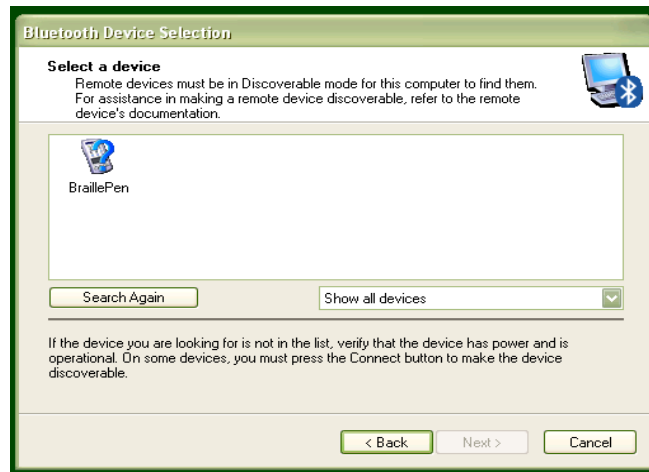 Bluetooth Device Selection
Select a device
Remote devices must be in Discoverable mode for this computer to find them.
For assistance in making a remote device discoverable, refer to the remote
device's documentation.
BraillePen
Search Again
Show all devices
If the device you are looking for is not in the list, verify that the device has power and is
operational. On some devices, you must press the Connect button to make the device
discoverable.
< Back
Next >
Cancel